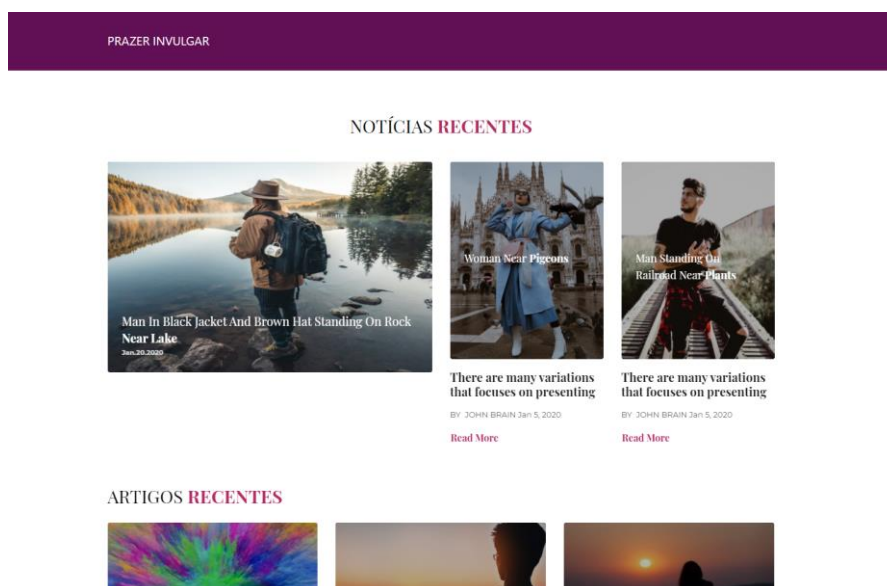 PRAZER INVULGAR
NOTÍCIAS RECENTES
Man In Black Jacket And Brown Hat Standing On Rock
Near Lake
Jan.20.2020
Woman Near Pigeons
Man Standing On
Railroad Near Plants
There are many variations
that focuses on presenting
BY JOHN BRAIN Jan 5, 2020
Read More
There are many variations
that focuses on presenting
BY JOHN BRAIN Jan 5, 2020
Read More
ARTIGOS RECENTES